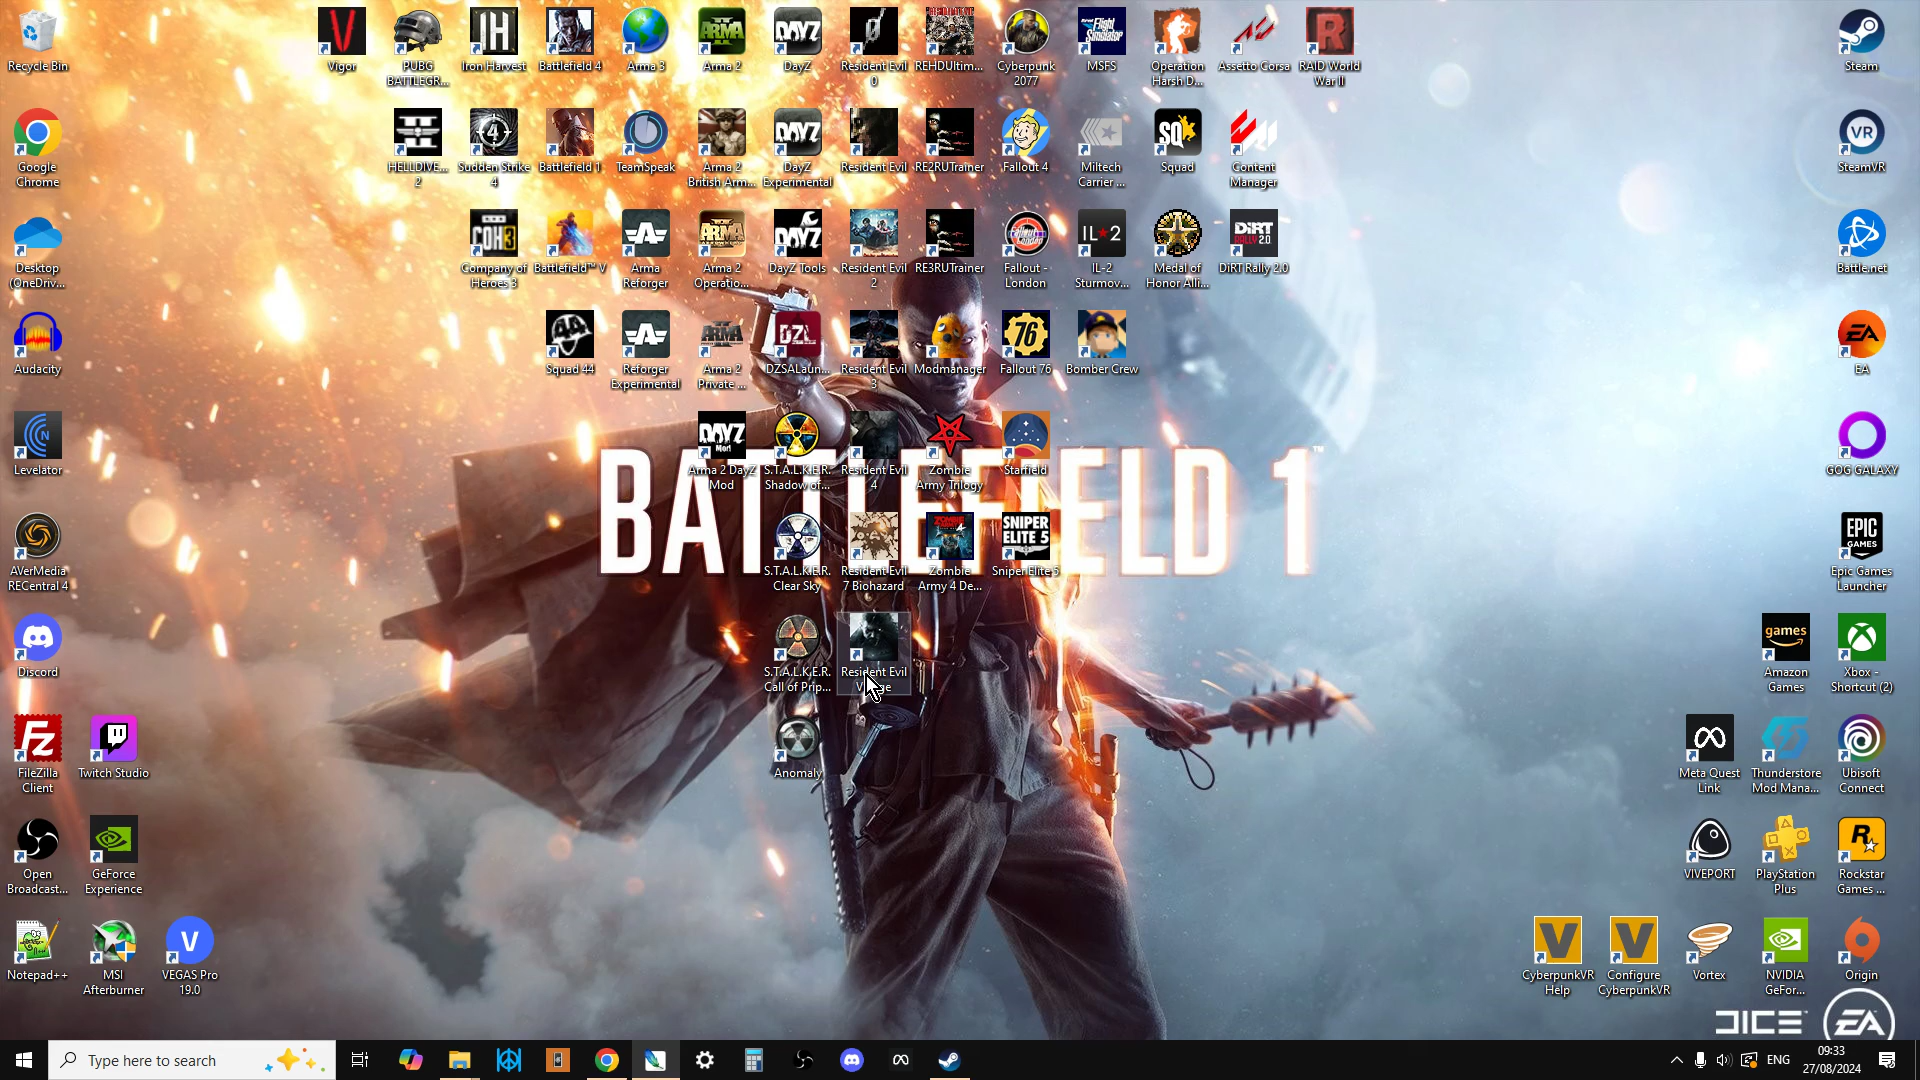 Recycle Bin
Vigor
PUBG
BATTLEGR...
Iron Harvest
Battlefield 4
Arma 3
Arma 2
DayZ
Resident Evil
0
REHDUltim...
Cyberpunk
2077
MSFS
Operation
Harsh D...
Assetto Corsa
RAID World
War II
Steam
Google
Chrome
HELLDIVE...
2
Sudden Strike
4
Battlefield 1
TeamSpeak
Arma 2
British Arm...
DayZ
Experimental
Resident Evil
RE2RUTrainer
Fallout 4
Miltech
Carrier ...
Squad
Content
Manager
SteamVR
Desktop
(OneDriv...
Company of
Heroes 3
Battlefield™ V
Arma
Reforger
Arma 2
Operatio...
DayZ Tools
Resident Evil
2
RE3RUTrainer
Fallout -
London
IL-2
Sturmov...
Medal of
Honor Alli...
DiRT Rally 2.0
Battle.net
Audacity
Squad 44
Reforger
Experimental
Arma 2
Private ...
DZSALaun...
Resident Evil
3
Modmanager
Fallout 76
Bomber Crew
EA
Levelator
Arma 2 DayZ
Mod
S.T.A.L.K.E.R.
Shadow of...
Resident Evil
4
Zombie
Army Trilogy
Starfield
GOG GALAXY
BATTLEFIELD 1™
AVerMedia
RECentral 4
S.T.A.L.K.E.R.
Clear Sky
Resident Evil
7 Biohazard
Zombie
Army 4 De...
SniperElite 5
Epic Games
Launcher
Discord
S.T.A.L.K.E.R.
Call of Prip...
Resident Evil
Amazon
Games
Xbox -
Shortcut (2)
FileZilla
Client
Twitch Studio
Anomaly
Meta Quest
Link
Thunderstore
Mod Mana...
Ubisoft
Connect
Open
Broadcast...
GeForce
Experience
VIVEPORT
PlayStation
Plus
Rockstar
Games ...
Notepad++
MSI
Afterburner
VEGAS Pro
19.0
CyberpunkVR
Help
Configure
CyberpunkVR
Vortex
NVIDIA
GeFor...
Origin
DICE EA
Type here to search
ENG
09:33
27/08/2024